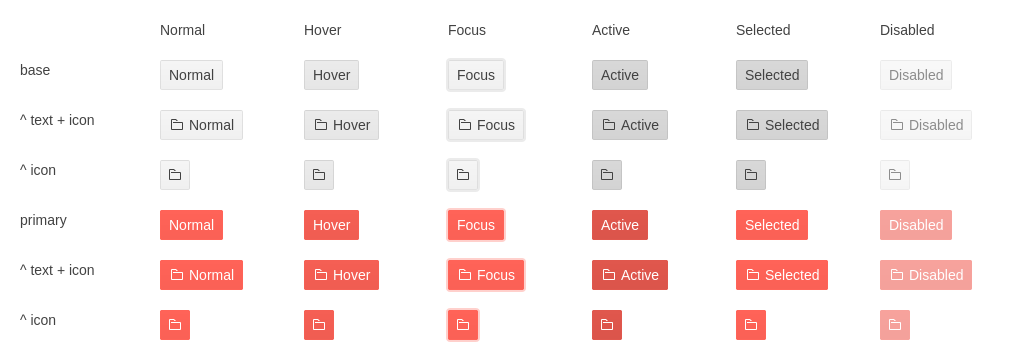 Normal Hover Focus Active Selected Disabled
base Normal Hover Focus Active Selected Disabled
^ text + icon Normal Hover Focus Active Selected Disabled
^ icon
primary Normal Hover Focus Active Selected Disabled
^ text + icon Normal Hover Focus Active Selected Disabled
^ icon